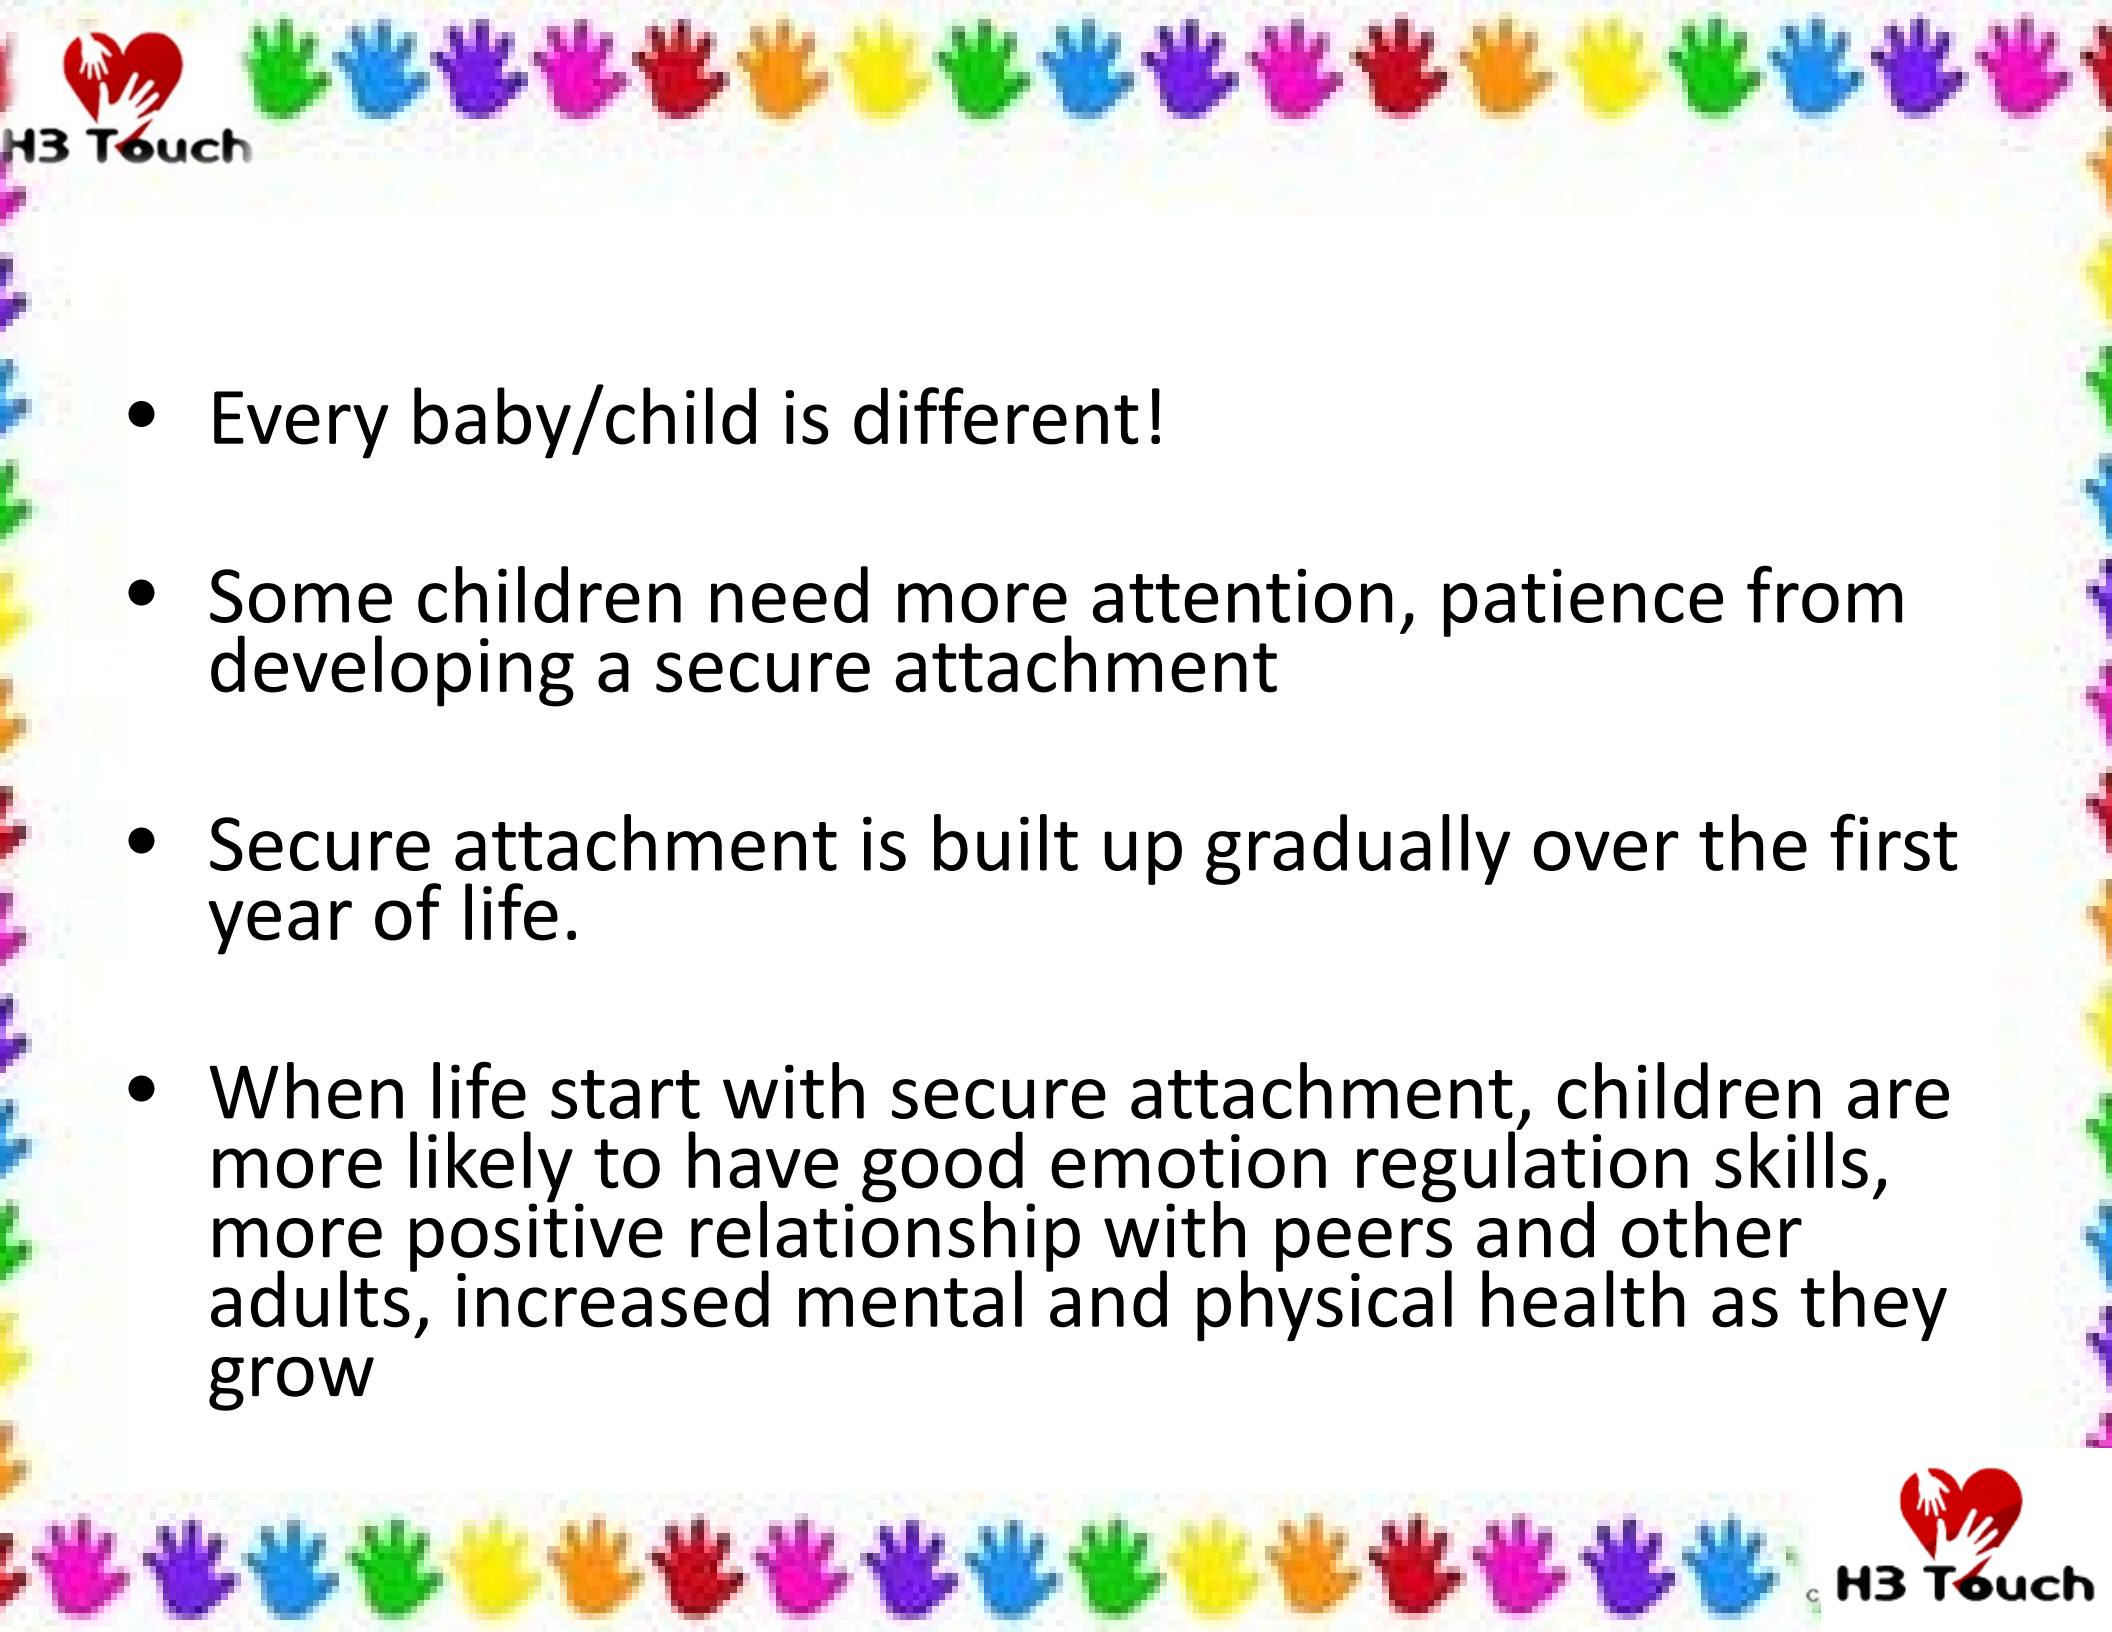 H3 Touch
• Every baby/child is different!
• Some children need more attention, patience from
developing a secure attachment
• Secure attachment is built up gradually over the first
year of life.
• When life start with secure attachment, children are
more likely to have good emotion regulation skills,
more positive relationship with peers and other
adults, increased mental and physical health as they
grow
H3 Touch